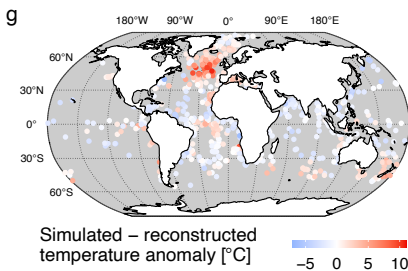 g
180°W 90°W 0° 90°E 180°E
60°N
30°N
0°
30°S
60°S
Simulated – reconstructed
temperature anomaly [°C]
−5 0 5 10